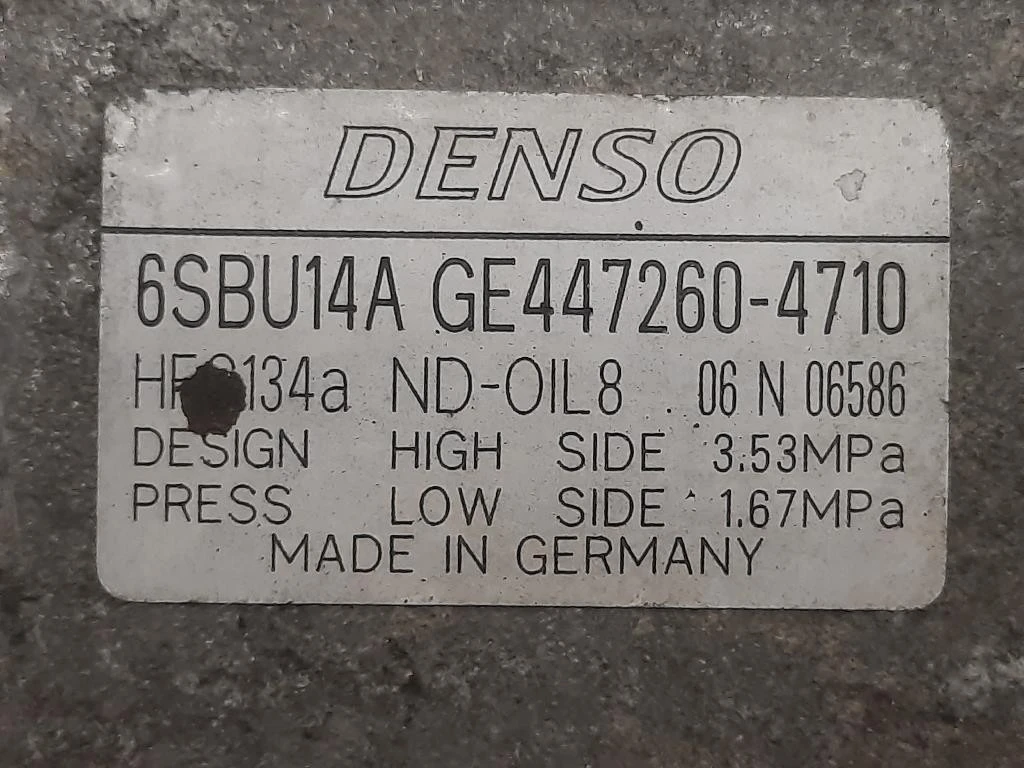 DENSO
6SBU14A GE447260-4710
ND-OIL8 06 N 06586
DESIGN HIGH SIDE 3.53MPa
PRESS LOW SIDE 1.67MPa
MADE IN GERMANY